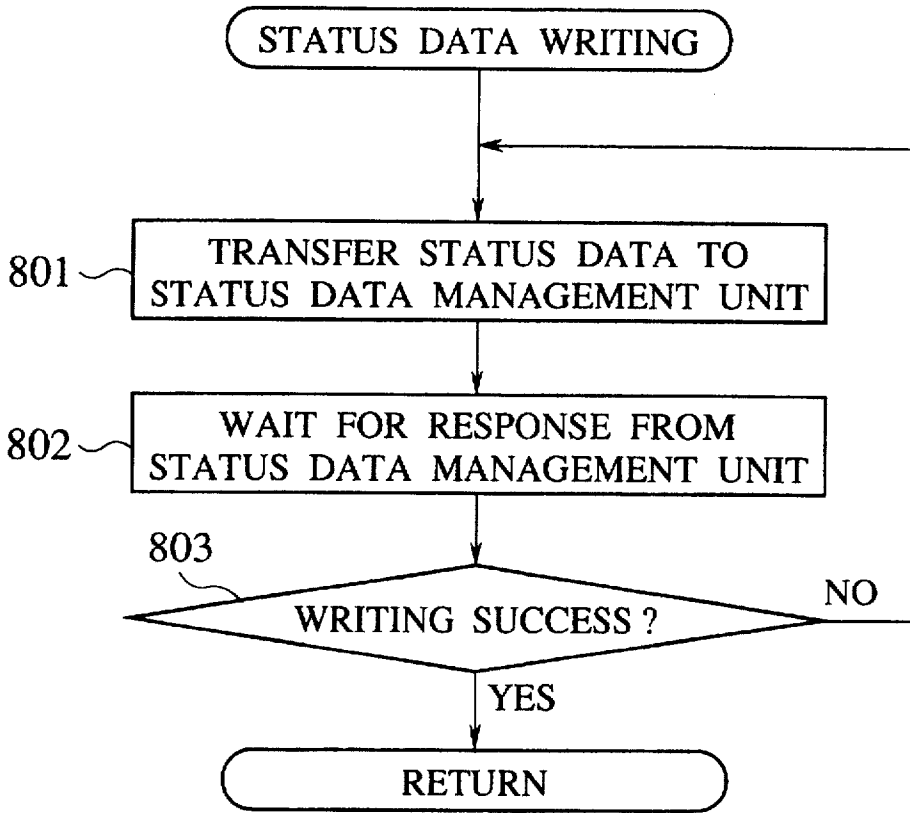 STATUS DATA WRITING
801
TRANSFER STATUS DATA TO
STATUS DATA MANAGEMENT UNIT
802
WAIT FOR RESPONSE FROM
STATUS DATA MANAGEMENT UNIT
803
WRITING SUCCESS?
NO
YES
RETURN